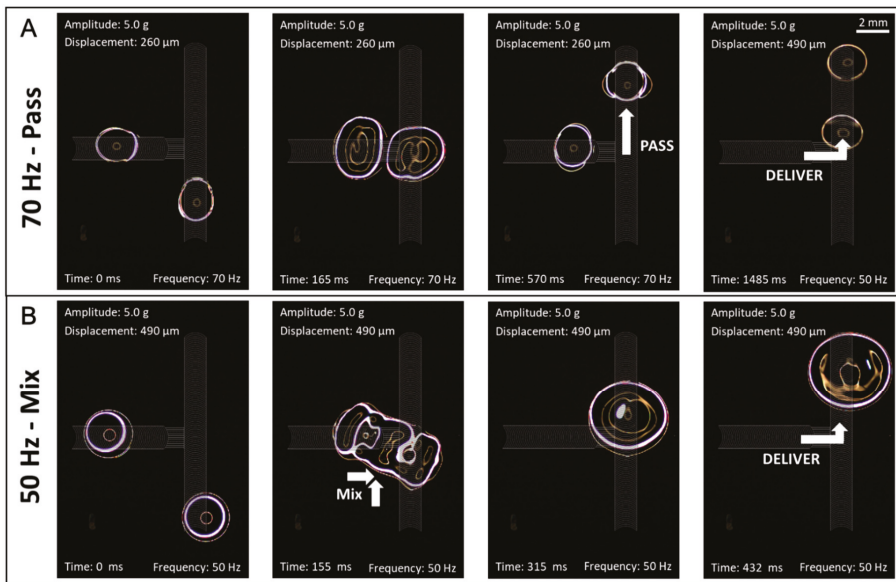 A
70 Hz - Pass
Amplitude: 5.0 g
Displacement: 260 µm
Time: 0 ms
Frequency: 70 Hz
Amplitude: 5.0 g
Displacement: 260 µm
Time: 165 ms
Frequency: 70 Hz
Amplitude: 5.0 g
Displacement: 260 µm
PASS
Time: 570 ms
Frequency: 70 Hz
Amplitude: 5.0 g
2 mm
Displacement: 490 µm
DELIVER
Time: 1485 ms
Frequency: 50 Hz
B
50 Hz - Mix
Amplitude: 5.0 g
Displacement: 490 µm
Time: 0 ms
Frequency: 50 Hz
Amplitude: 5.0 g
Displacement: 490 µm
Mix
Time: 155 ms
Frequency: 50 Hz
Amplitude: 5.0 g
Displacement: 490 µm
Time: 315 ms
Frequency: 50 Hz
Amplitude: 5.0 g
Displacement: 490 µm
DELIVER
Time: 432 ms
Frequency: 50 Hz